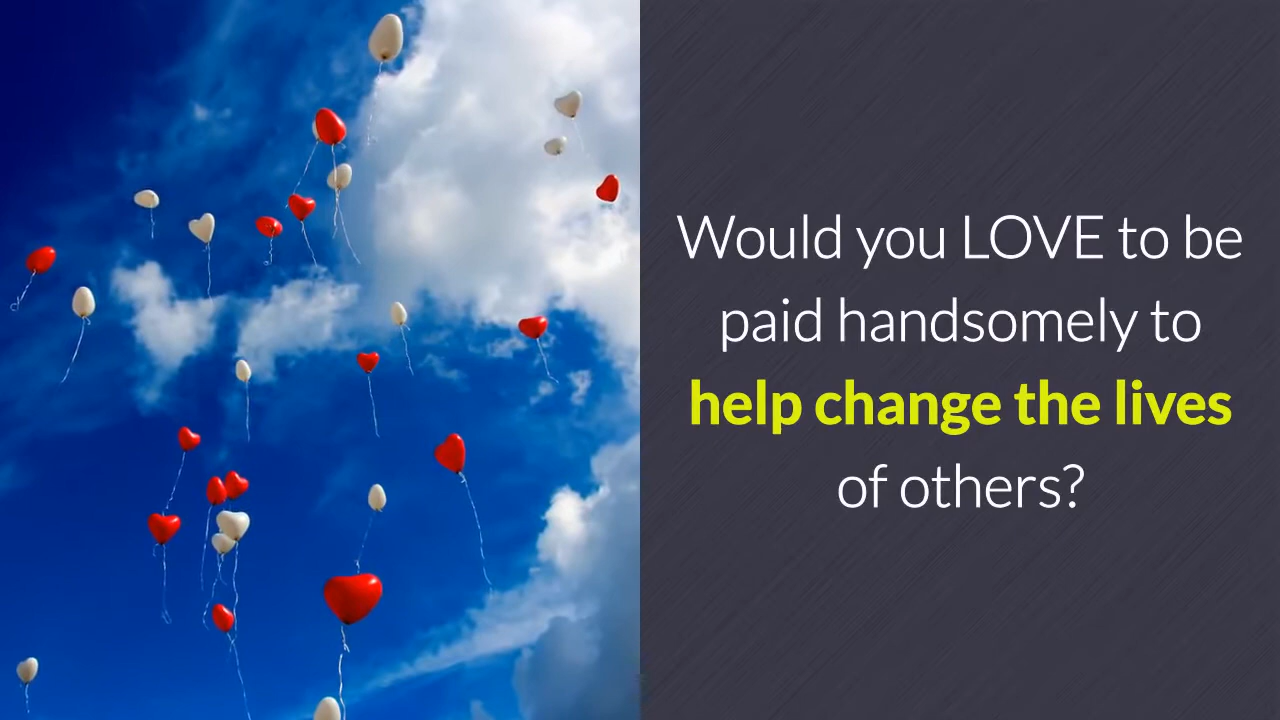 Would you LOVE to be
paid handsomely to
help change the lives
of others?